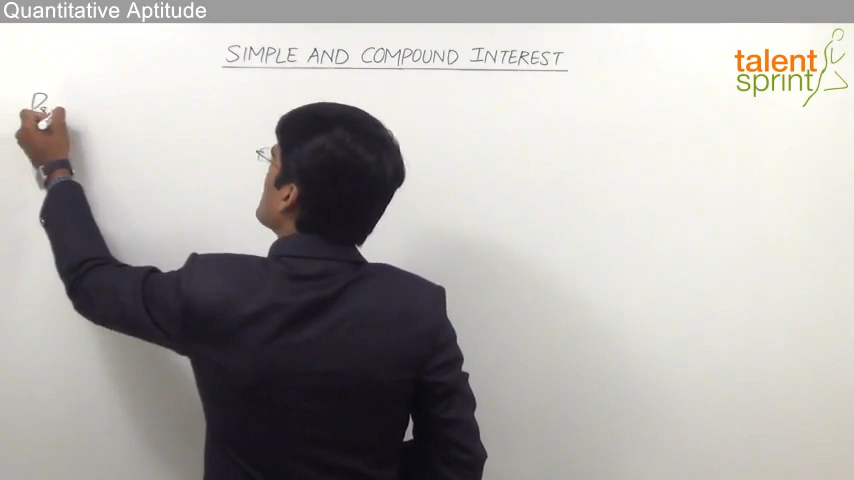 Quantitative Aptitude
SIMPLE AND COMPOUND INTEREST
talent
sprint